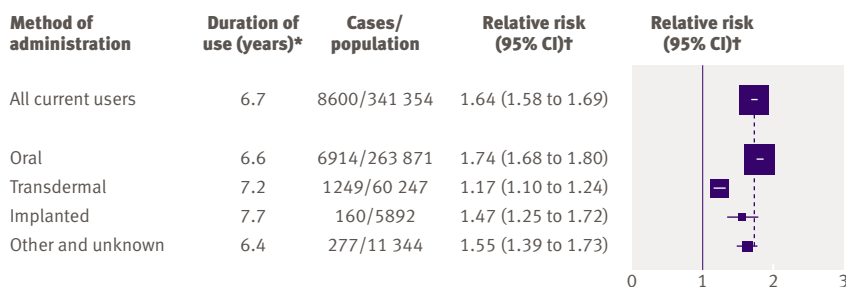 Method of administration Duration of use (years)* Cases/ population Relative risk (95% CI)† Relative risk (95% CI)†
All current users 6.7 8600/341 354 1.64 (1.58 to 1.69)
Oral 6.6 6914/263 871 1.74 (1.68 to 1.80)
Transdermal 7.2 1249/60 247 1.17 (1.10 to 1.24)
Implanted 7.7 160/5892 1.47 (1.25 to 1.72)
Other and unknown 6.4 277/11 344 1.55 (1.39 to 1.73)
0 1 2 3